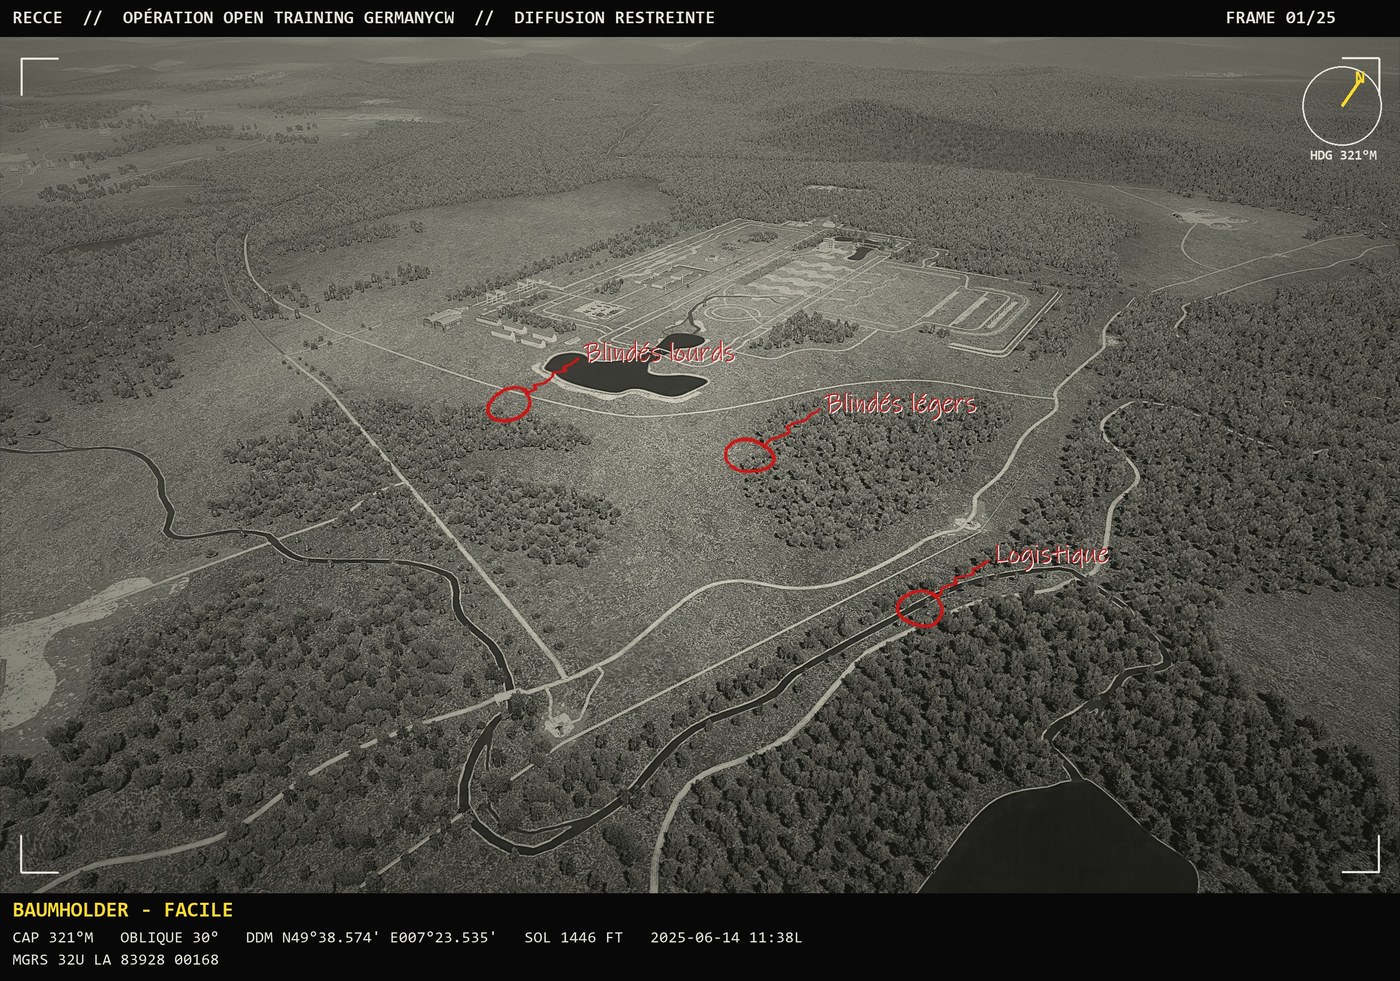 RECCE // OPÉRATION OPEN TRAINING GERMANYCW // DIFFUSION RESTREINTE
FRAME 01/25
N
HDG 321°M
Blindés lourds
Blindés légers
Logistique
BAUMHOLDER - FACILE
CAP 321°M OBLIQUE 30° DDM N49°38.574' E007°23.535' SOL 1446 FT 2025-06-14 11:38L
MGRS 32U LA 83928 00168